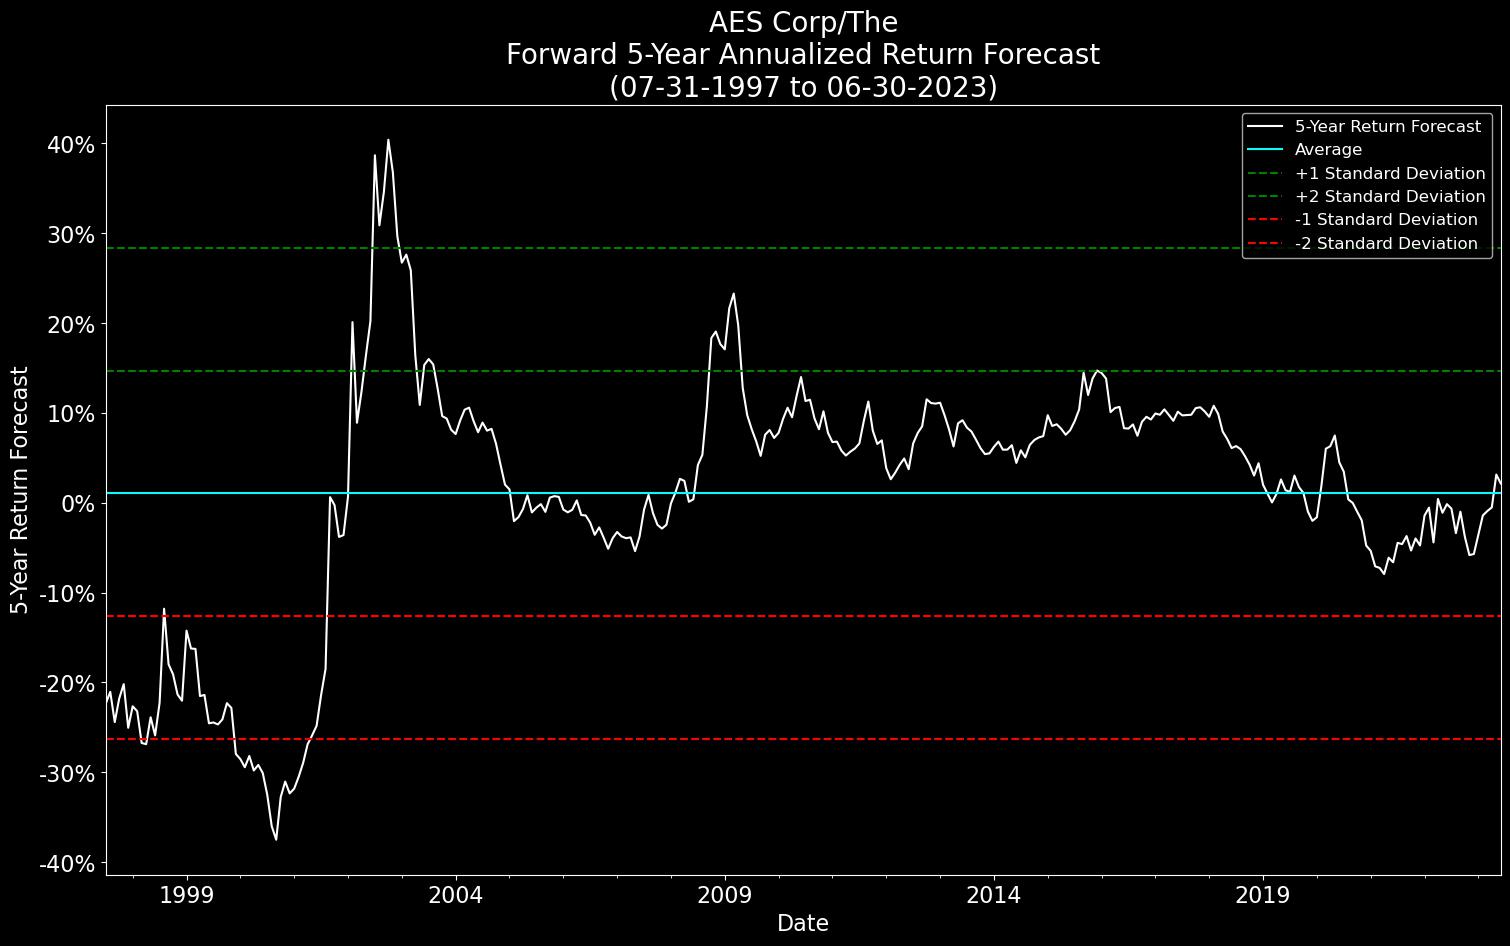 AES Corp/The
Forward 5-Year Annualized Return Forecast
(07-31-1997 to 06-30-2023)
5-Year Return Forecast
Average
+1 Standard Deviation
+2 Standard Deviation
-1 Standard Deviation
-2 Standard Deviation
40%
30%
20%
10%
0%
-10%
-20%
-30%
-40%
5-Year Return Forecast
1999 2004 2009 2014 2019
Date